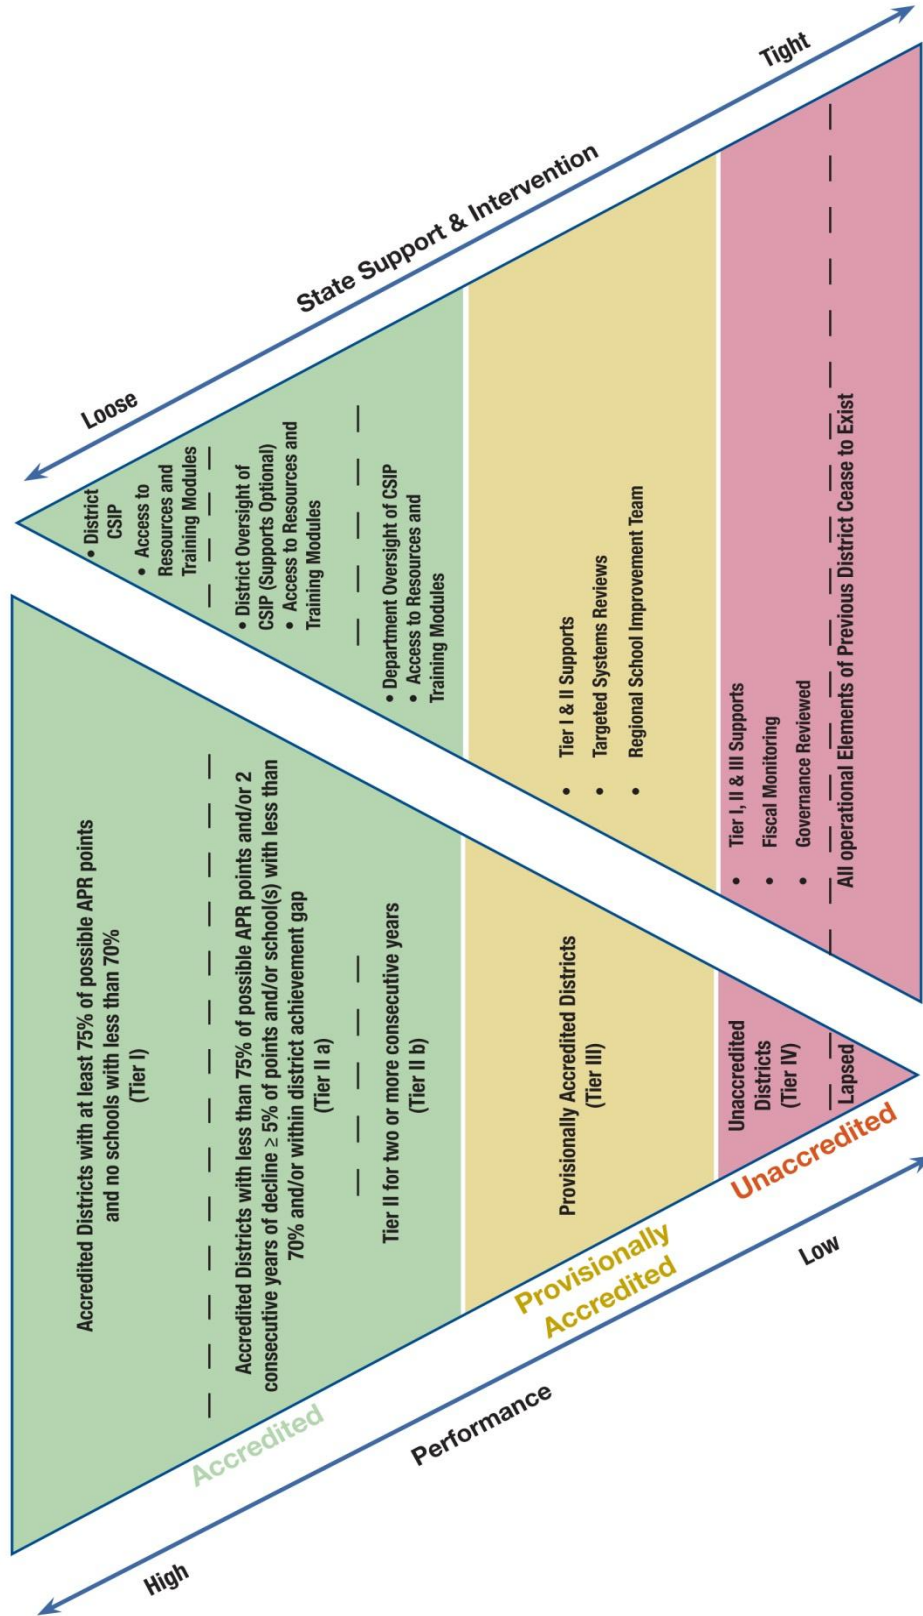 High
Performance
Low
Accredited
Provisionally
Accredited
Unaccredited
Accredited Districts with at least 75% of possible APR points
and no schools with less than 70%
(Tier I)
Accredited Districts with less than 75% of possible APR points and/or 2
consecutive years of decline ≥ 5% of points and/or school(s) with less than
70% and/or within district achievement gap
(Tier II a)
Tier II for two or more consecutive years
(Tier II b)
Provisionally Accredited Districts
(Tier III)
Unaccredited
Districts
(Tier IV)
Lapsed
Loose
State Support & Intervention
Tight
• District
CSIP
• Access to
Resources and
Training Modules
• District Oversight of
CSIP (Supports Optional)
• Access to Resources and
Training Modules
• Department Oversight of CSIP
• Access to Resources and
Training Modules
• Tier I & II Supports
• Targeted Systems Reviews
• Regional School Improvement Team
• Tier I, II & III Supports
• Fiscal Monitoring
• Governance Reviewed
All operational Elements of Previous District Cease to Exist